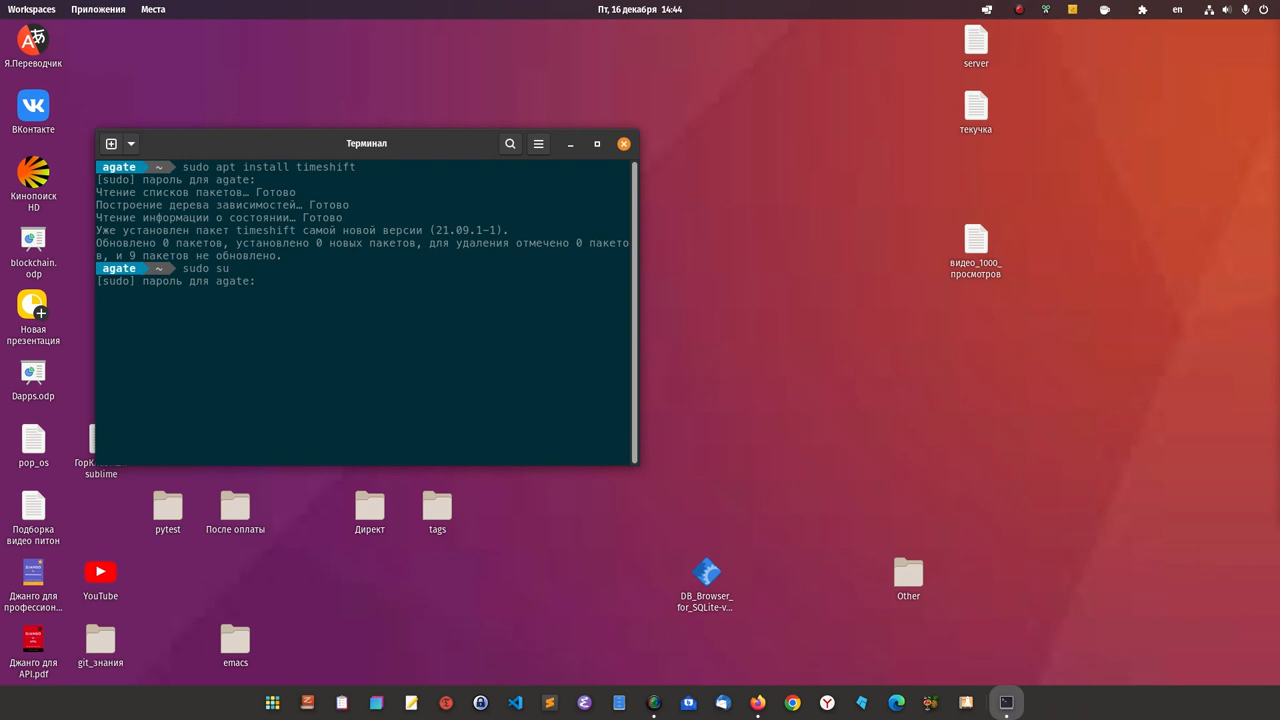 Workspaces Приложения Места Пт, 16 декабря 14:44 en
Я.Переводчик
server
ВКонтакте
текучка
Терминал
agate ~ sudo apt install timeshift
[sudo] пароль для agate:
Чтение списков пакетов… Готово
Построение дерева зависимостей… Готово
Чтение информации о состоянии… Готово
Уже установлен пакет timeshift самой новой версии (21.09.1-1).
Обновлено 0 пакетов, установлено 0 новых пакетов, для удаления отмечено 0 пакето
в, и 9 пакетов не обновлено.
agate ~ sudo su
[sudo] пароль для agate:
Кинопоиск
HD
blockchain.
odp
видео_1000_
просмотров
Новая
презентация
Dapps.odp
pop_os
sublime
Подборка
видео питон
pytest
После оплаты
Директ
tags
Джанго для
профессион...
YouTube
DB_Browser_
for_SQLite-v...
Other
Джанго для
API.pdf
git_знания
emacs